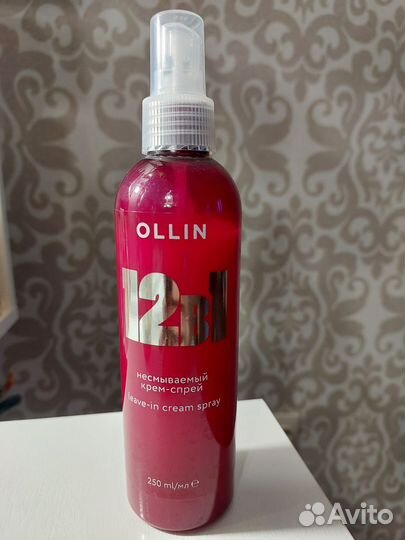 OLLIN
12в1
несмываемый
крем-спрей
leave-in cream spray
250 ml/мл ℮
Avito